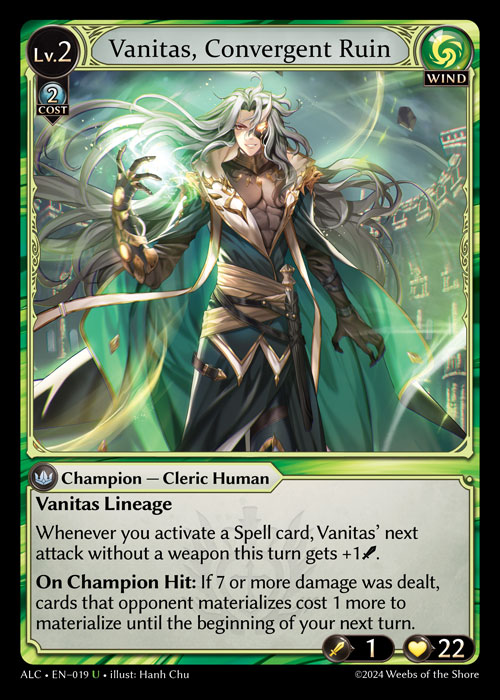 Lv.2
Vanitas, Convergent Ruin
WIND
2
COST
Champion — Cleric Human
Vanitas Lineage
Whenever you activate a Spell card, Vanitas' next
attack without a weapon this turn gets +1.
On Champion Hit: If 7 or more damage was dealt,
cards that opponent materializes cost 1 more to
materialize until the beginning of your next turn.
1
22
ALC • EN–019 U • illust: Hanh Chu
©2024 Weebs of the Shore